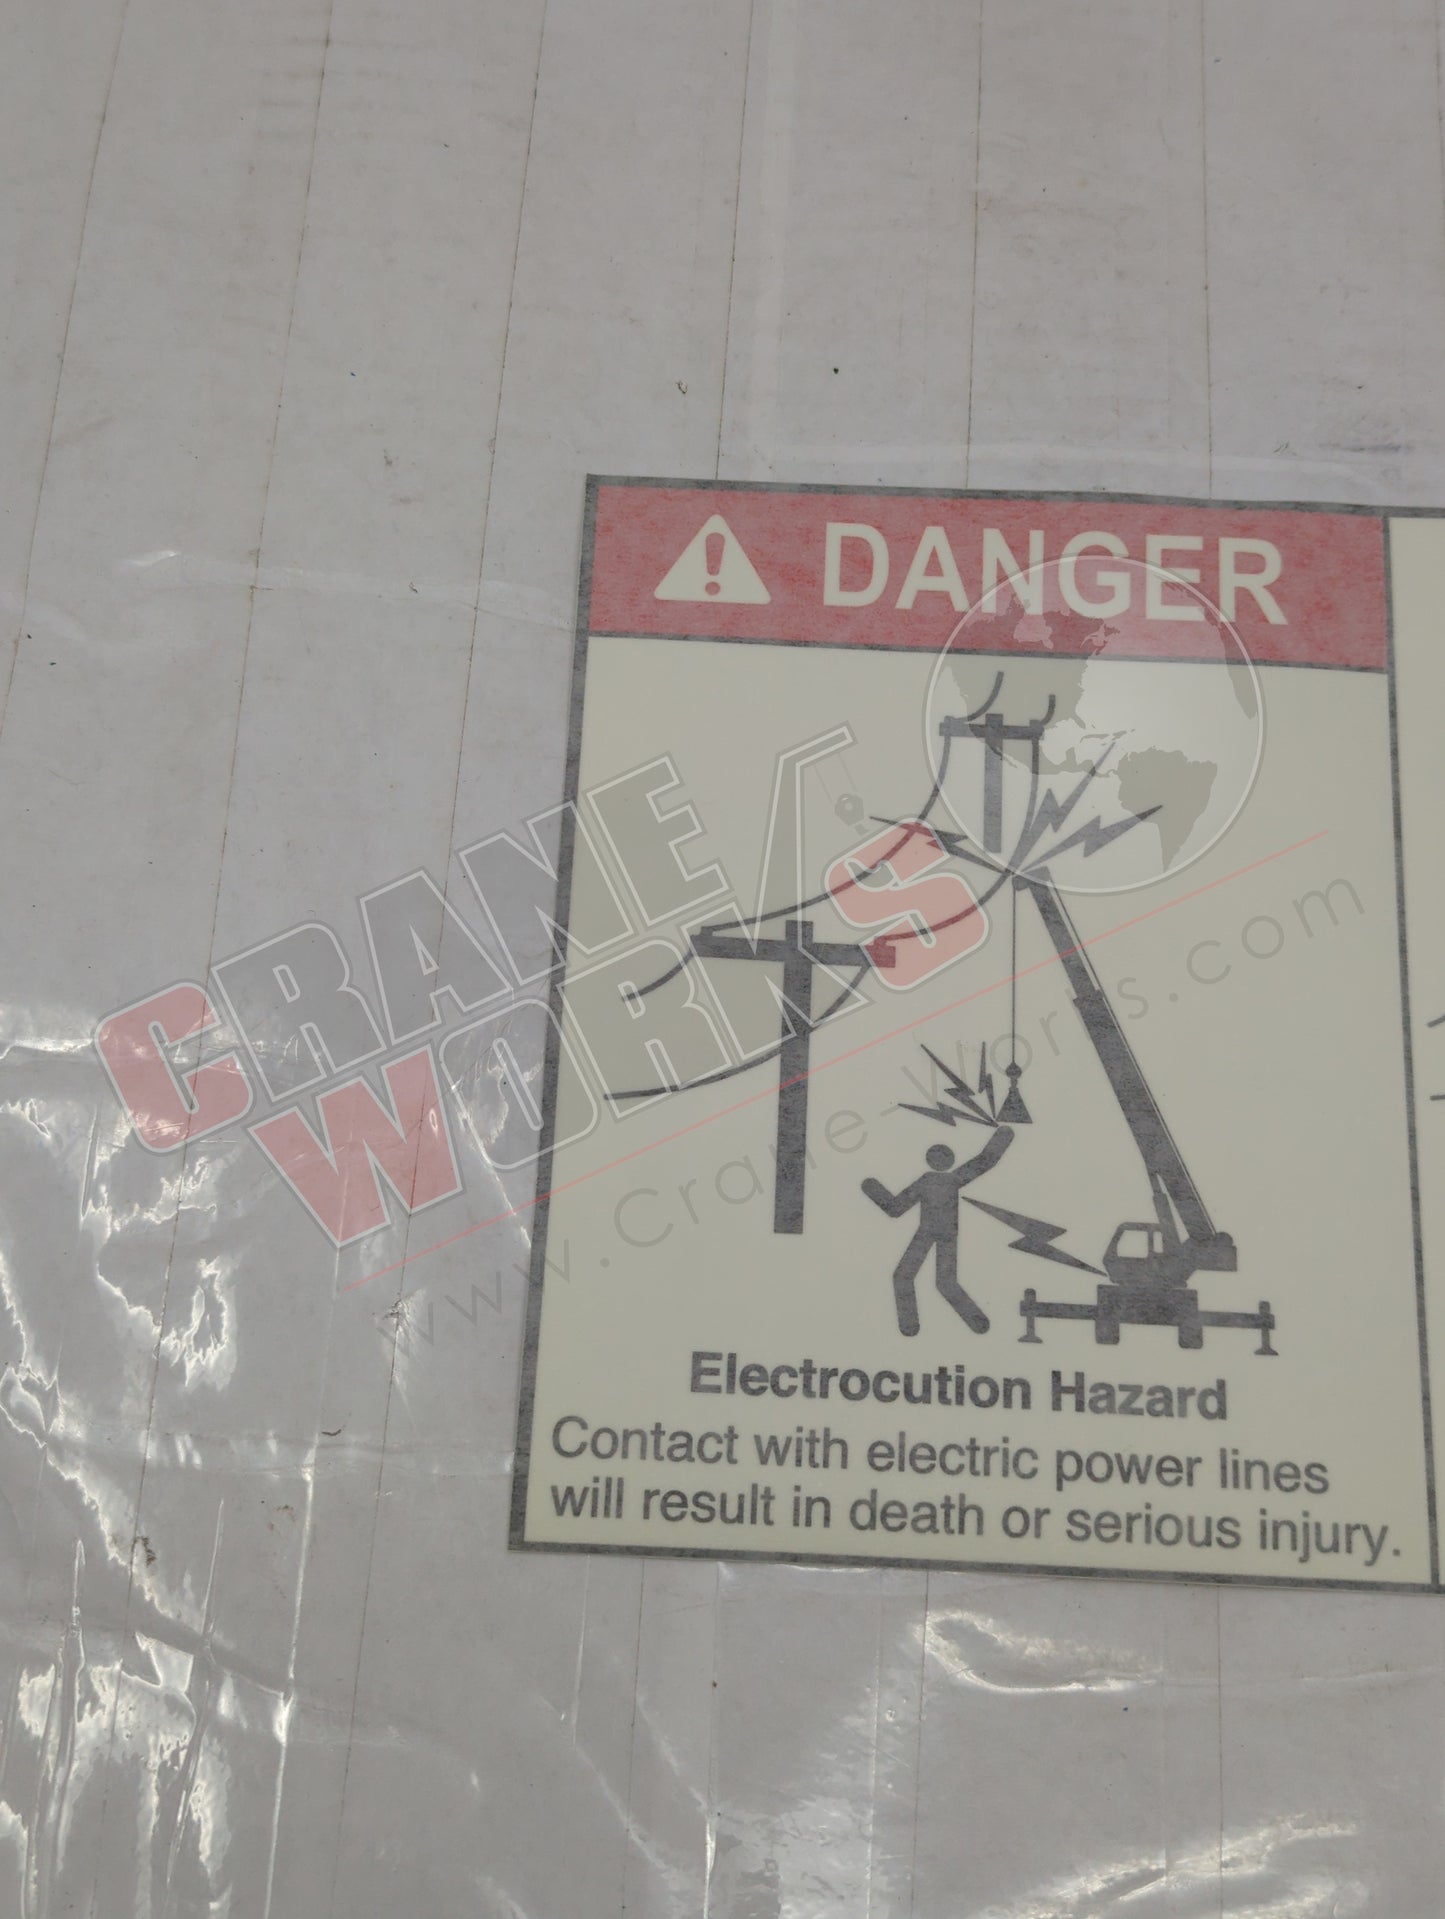 DANGER
CRANE
WORKS
www.Crane-Works.com
Electrocution Hazard
Contact with electric power lines
will result in death or serious injury.